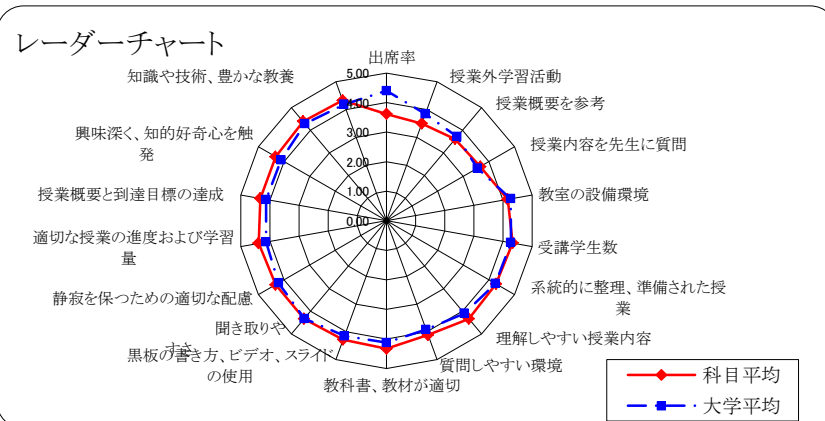 レーダーチャート
出席率
授業外学習活動
授業概要を参考
授業内容を先生に質問
教室の設備環境
受講学生数
系統的に整理、準備された授
業
理解しやすい授業内容
質問しやすい環境
教科書、教材が適切
黒板の書き方、ビデオ、スライド
の使用
聞き取りや
すさ
静寂を保つための適切な配慮
適切な授業の進度および学習
量
授業概要と到達目標の達成
興味深く、知的好奇心を触
発
知識や技術、豊かな教養
5.00
4.00
3.00
2.00
1.00
0.00
科目平均
大学平均